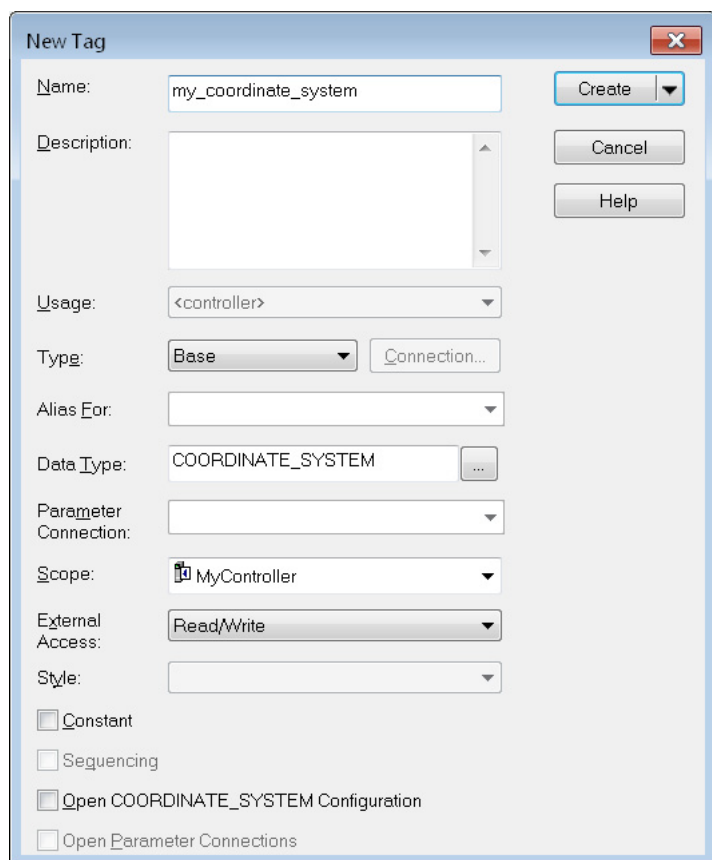 New Tag
Name: my_coordinate_system Create
Description: Cancel
Help
Usage: <controller>
Type: Base Connection...
Alias For:
Data Type: COORDINATE_SYSTEM ...
Parameter
Connection:
Scope: MyController
External
Access: Read/Write
Style:
Constant
Sequencing
Open COORDINATE_SYSTEM Configuration
Open Parameter Connections